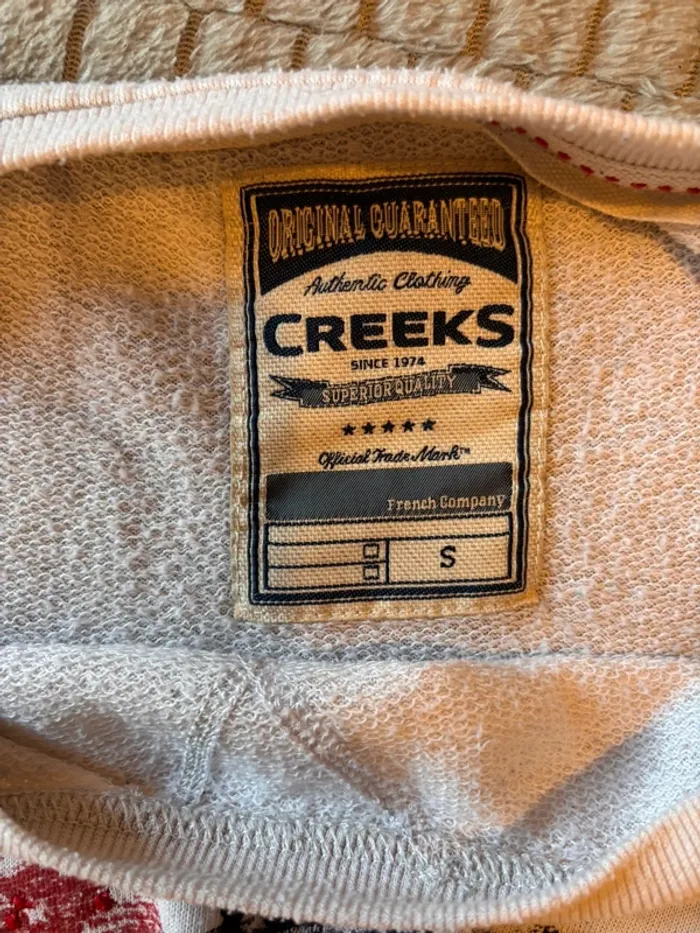 ORIGINAL GUARANTEED
Authentic Clothing
CREEKS
SINCE 1974
SUPERIOR QUALITY
★★★★★
Official Trade Mark™
French Company
S